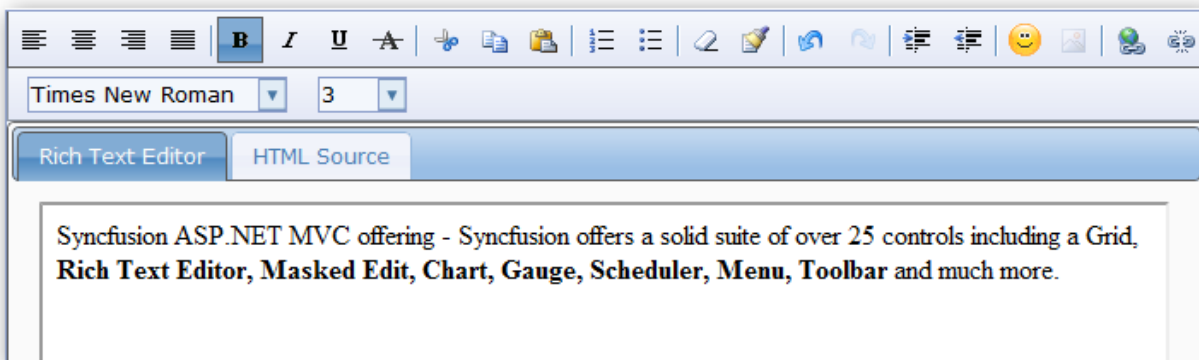 B I U A
Times New Roman 3
Rich Text Editor HTML Source
Syncfusion ASP.NET MVC offering - Syncfusion offers a solid suite of over 25 controls including a Grid,
Rich Text Editor, Masked Edit, Chart, Gauge, Scheduler, Menu, Toolbar and much more.